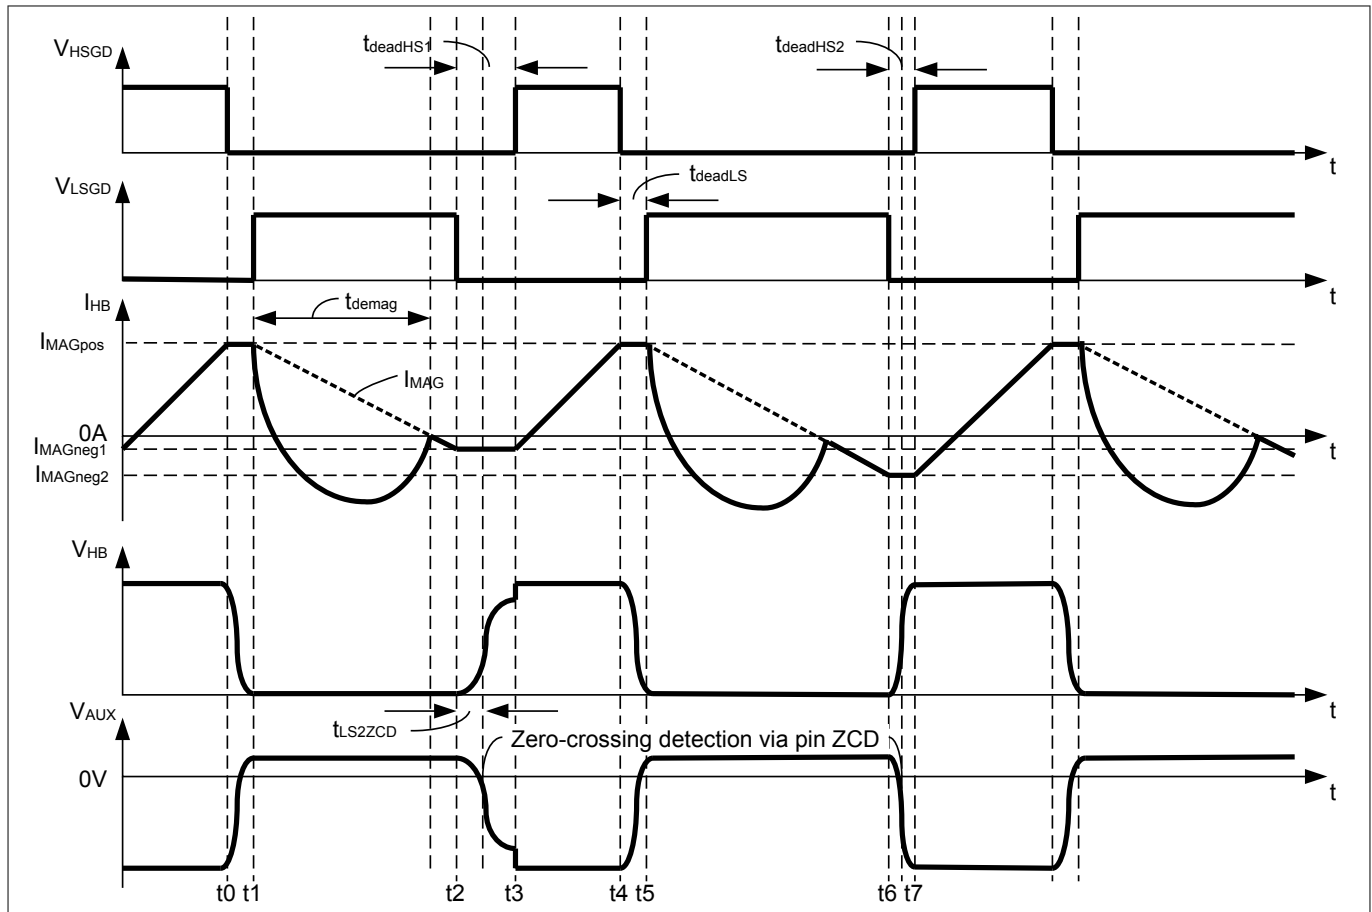 VHSGD
tdeadHS1
tdeadHS2
t
VLSGD
tdeadLS
t
IHB
tdemag
IMAGpos
IMAG
0A
IMAGneg1
IMAGneg2
t
VHB
t
VAUX
tLS2ZCD
Zero-crossing detection via pin ZCD
0V
t
t0 t1 t2 t3 t4 t5 t6 t7